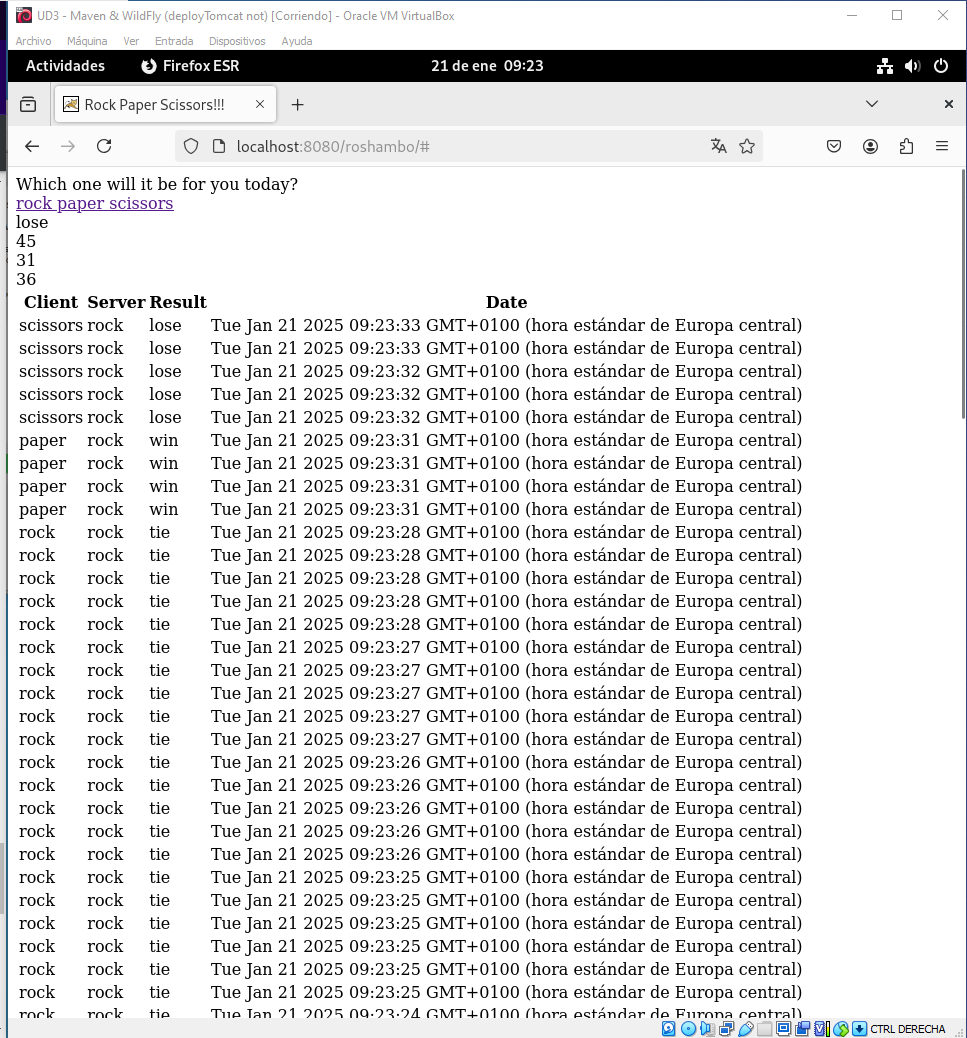 UD3 - Maven & WildFly (deployTomcat not) [Corriendo] - Oracle VM VirtualBox
Archivo Máquina Ver Entrada Dispositivos Ayuda
Actividades Firefox ESR 21 de ene 09:23
Rock Paper Scissors!!!
localhost:8080/roshambo/#
Which one will it be for you today?
rock paper scissors
lose
45
31
36
Client Server Result Date
scissors rock lose Tue Jan 21 2025 09:23:33 GMT+0100 (hora estándar de Europa central)
scissors rock lose Tue Jan 21 2025 09:23:33 GMT+0100 (hora estándar de Europa central)
scissors rock lose Tue Jan 21 2025 09:23:32 GMT+0100 (hora estándar de Europa central)
scissors rock lose Tue Jan 21 2025 09:23:32 GMT+0100 (hora estándar de Europa central)
scissors rock lose Tue Jan 21 2025 09:23:32 GMT+0100 (hora estándar de Europa central)
paper rock win Tue Jan 21 2025 09:23:31 GMT+0100 (hora estándar de Europa central)
paper rock win Tue Jan 21 2025 09:23:31 GMT+0100 (hora estándar de Europa central)
paper rock win Tue Jan 21 2025 09:23:31 GMT+0100 (hora estándar de Europa central)
paper rock win Tue Jan 21 2025 09:23:31 GMT+0100 (hora estándar de Europa central)
rock rock tie Tue Jan 21 2025 09:23:28 GMT+0100 (hora estándar de Europa central)
rock rock tie Tue Jan 21 2025 09:23:28 GMT+0100 (hora estándar de Europa central)
rock rock tie Tue Jan 21 2025 09:23:28 GMT+0100 (hora estándar de Europa central)
rock rock tie Tue Jan 21 2025 09:23:28 GMT+0100 (hora estándar de Europa central)
rock rock tie Tue Jan 21 2025 09:23:28 GMT+0100 (hora estándar de Europa central)
rock rock tie Tue Jan 21 2025 09:23:27 GMT+0100 (hora estándar de Europa central)
rock rock tie Tue Jan 21 2025 09:23:27 GMT+0100 (hora estándar de Europa central)
rock rock tie Tue Jan 21 2025 09:23:27 GMT+0100 (hora estándar de Europa central)
rock rock tie Tue Jan 21 2025 09:23:27 GMT+0100 (hora estándar de Europa central)
rock rock tie Tue Jan 21 2025 09:23:27 GMT+0100 (hora estándar de Europa central)
rock rock tie Tue Jan 21 2025 09:23:26 GMT+0100 (hora estándar de Europa central)
rock rock tie Tue Jan 21 2025 09:23:26 GMT+0100 (hora estándar de Europa central)
rock rock tie Tue Jan 21 2025 09:23:26 GMT+0100 (hora estándar de Europa central)
rock rock tie Tue Jan 21 2025 09:23:26 GMT+0100 (hora estándar de Europa central)
rock rock tie Tue Jan 21 2025 09:23:26 GMT+0100 (hora estándar de Europa central)
rock rock tie Tue Jan 21 2025 09:23:25 GMT+0100 (hora estándar de Europa central)
rock rock tie Tue Jan 21 2025 09:23:25 GMT+0100 (hora estándar de Europa central)
rock rock tie Tue Jan 21 2025 09:23:25 GMT+0100 (hora estándar de Europa central)
rock rock tie Tue Jan 21 2025 09:23:25 GMT+0100 (hora estándar de Europa central)
rock rock tie Tue Jan 21 2025 09:23:25 GMT+0100 (hora estándar de Europa central)
rock rock tie Tue Jan 21 2025 09:23:25 GMT+0100 (hora estándar de Europa central)
rock rock tie Tue Jan 21 2025 09:23:24 GMT+0100 (hora estándar de Europa central)
CTRL DERECHA